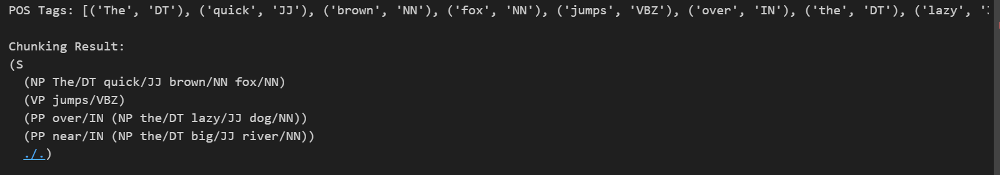 POS Tags: [('The', 'DT'), ('quick', 'JJ'), ('brown', 'NN'), ('fox', 'NN'), ('jumps', 'VBZ'), ('over', 'IN'), ('the', 'DT'), ('lazy', '
Chunking Result:
(S
  (NP The/DT quick/JJ brown/NN fox/NN)
  (VP jumps/VBZ)
  (PP over/IN (NP the/DT lazy/JJ dog/NN))
  (PP near/IN (NP the/DT big/JJ river/NN))
  ./.)